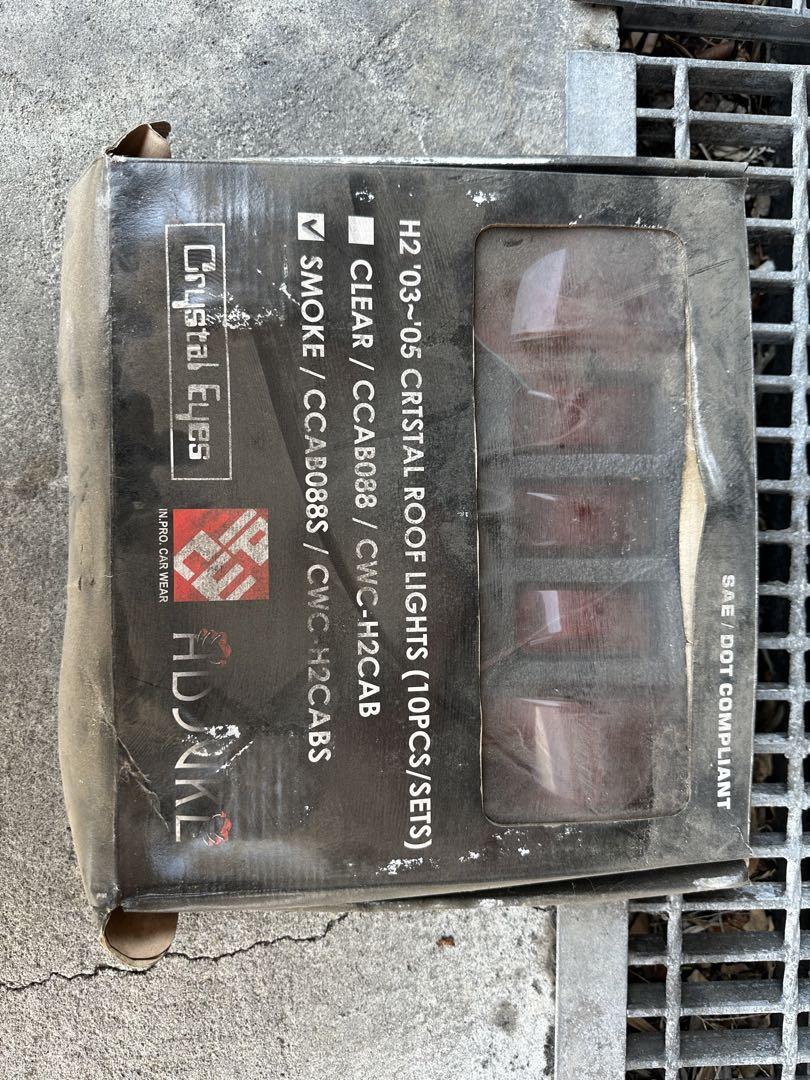 SAE / DOT COMPLIANT
H2 '03~'05 CRTSTAL ROOF LIGHTS (10PCS/SETS)
CLEAR / CCAB088 / CWC-H2CAB
SMOKE / CCAB088S / CWC-H2CABS
Crystal Eyes
IPCW
IN.PRO. CAR WEAR